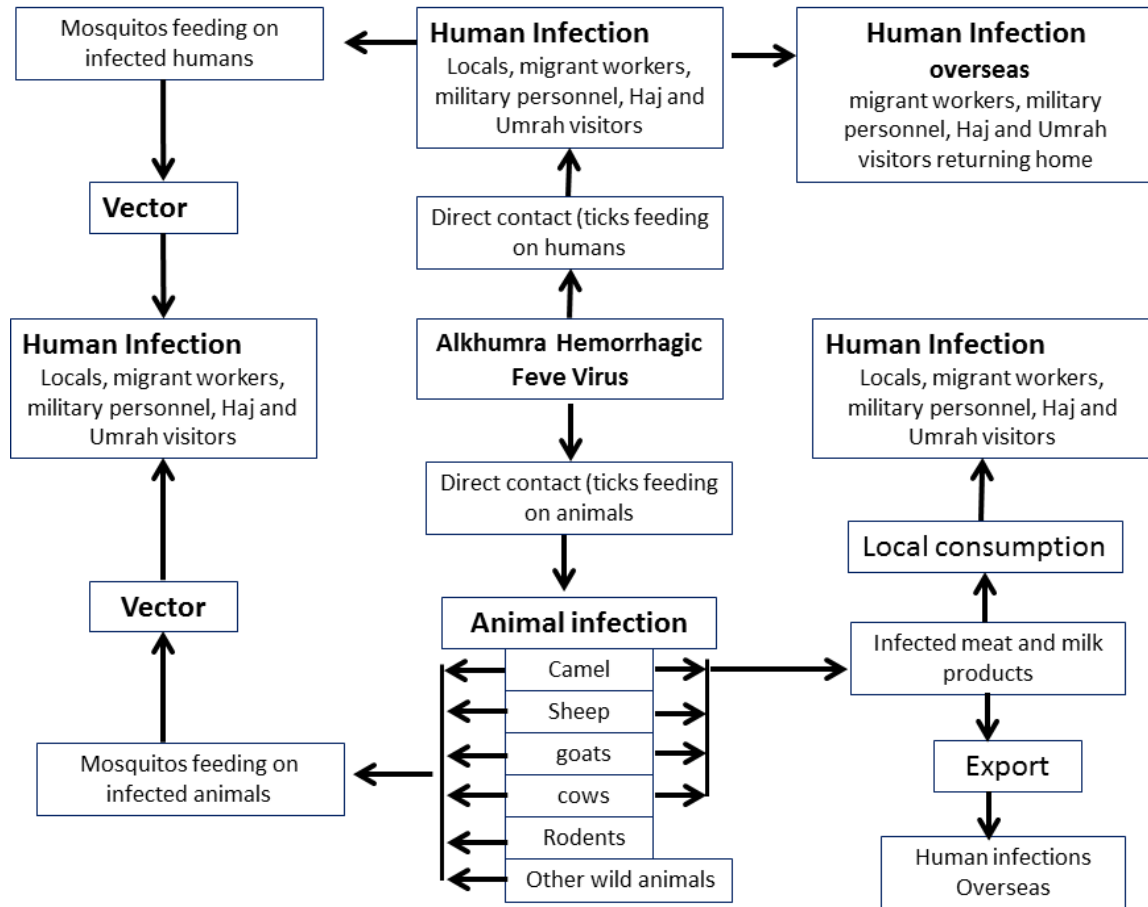 Mosquitos feeding on
infected humans
Human Infection
Locals, migrant workers,
military personnel, Haj and
Umrah visitors
Human Infection
overseas
migrant workers, military
personnel, Haj and Umrah
visitors returning home
Vector
Direct contact (ticks feeding
on humans
Human Infection
Locals, migrant workers,
military personnel, Haj and
Umrah visitors
Alkhumra Hemorrhagic
Feve Virus
Human Infection
Locals, migrant workers,
military personnel, Haj and
Umrah visitors
Direct contact (ticks feeding
on animals
Local consumption
Vector
Animal infection
Infected meat and milk
products
Camel
Sheep
goats
cows
Rodents
Other wild animals
Mosquitos feeding on
infected animals
Export
Human infections
Overseas